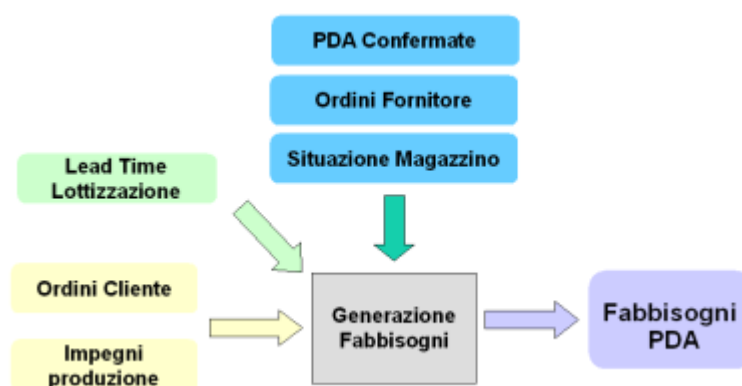 PDA Confermate
Ordini Fornitore
Situazione Magazzino
Lead Time
Lottizzazione
Ordini Cliente
Impegni
produzione
Generazione
Fabbisogni
Fabbisogni
PDA